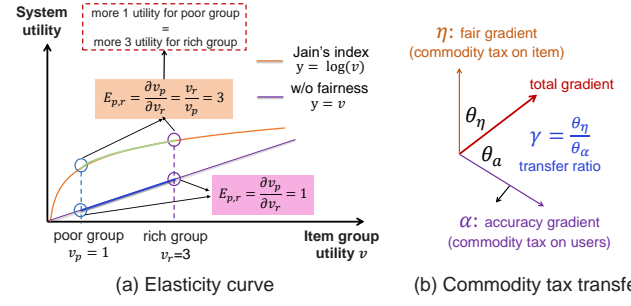 System
utility
more 1 utility for poor group
=
more 3 utility for rich group
Jain's index
y = log(v)
w/o fairness
y = v
E_{p,r} = ∂v_p/∂v_r = v_r/v_p = 3
E_{p,r} = ∂v_p/∂v_r = 1
poor group
v_p = 1
rich group
v_r=3
Item group
utility v
(a) Elasticity curve
η: fair gradient
(commodity tax on item)
total gradient
θ_η
θ_a
γ = θ_η/θ_α
transfer ratio
α: accuracy gradient
(commodity tax on users)
(b) Commodity tax transfe